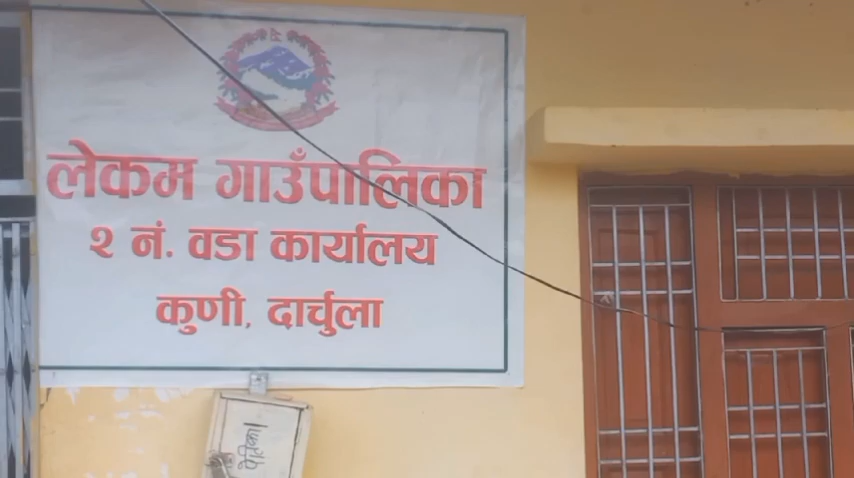 लेकम गाउँपालिका
२ नं. वडा कार्यालय
कुणी, दार्चुला